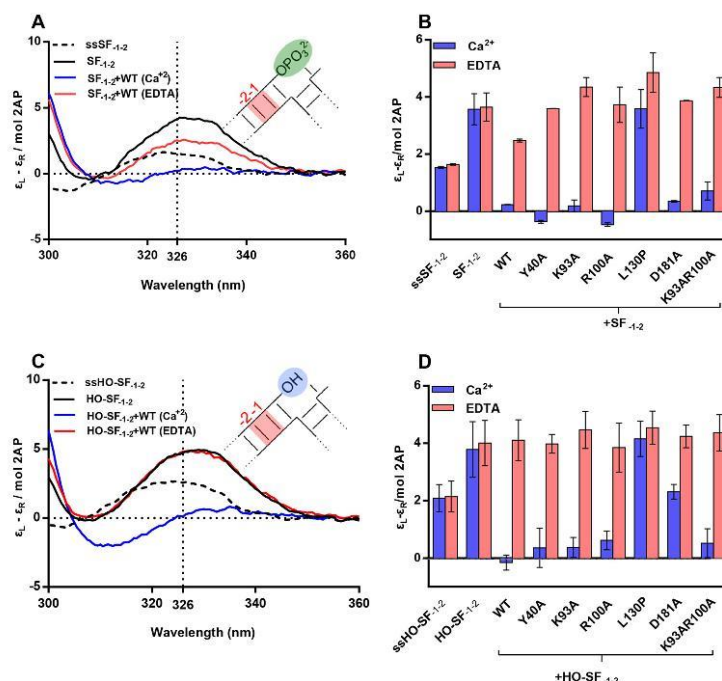 A
10
5
0
-5
300
320
326
340
360
Wavelength (nm)
εL - εR / mol 2AP
ssSF-1-2
SF-1-2
SF-1-2+WT (Ca+2)
SF-1-2+WT (EDTA)
-2-1
OPO3 2-
B
6
4
2
0
εL-εR/mol 2AP
Ca2+
EDTA
ssSF-1-2
SF-1-2
WT
Y40A
K93A
R100A
L130P
D181A
K93AR100A
+SF-1-2
C
10
5
0
-5
300
320
326
340
360
Wavelength (nm)
εL - εR / mol 2AP
ssHO-SF-1-2
HO-SF-1-2
HO-SF-1-2+WT (Ca+2)
HO-SF-1-2+WT (EDTA)
-2-1
OH
D
6
4
2
0
εL-εR/mol 2AP
Ca2+
EDTA
ssHO-SF-1-2
HO-SF-1-2
WT
Y40A
K93A
R100A
L130P
D181A
K93AR100A
+HO-SF-1-2